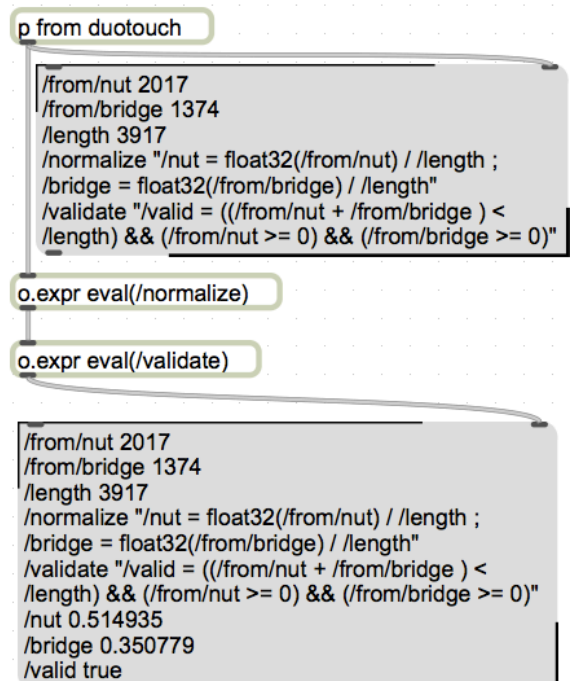 p from duotouch
/from/nut 2017
/from/bridge 1374
/length 3917
/normalize "/nut = float32(/from/nut) / /length ;
/bridge = float32(/from/bridge) / /length"
/validate "/valid = ((/from/nut + /from/bridge ) <
/length) && (/from/nut >= 0) && (/from/bridge >= 0)"
o.expr eval(/normalize)
o.expr eval(/validate)
/from/nut 2017
/from/bridge 1374
/length 3917
/normalize "/nut = float32(/from/nut) / /length ;
/bridge = float32(/from/bridge) / /length"
/validate "/valid = ((/from/nut + /from/bridge ) <
/length) && (/from/nut >= 0) && (/from/bridge >= 0)"
/nut 0.514935
/bridge 0.350779
/valid true